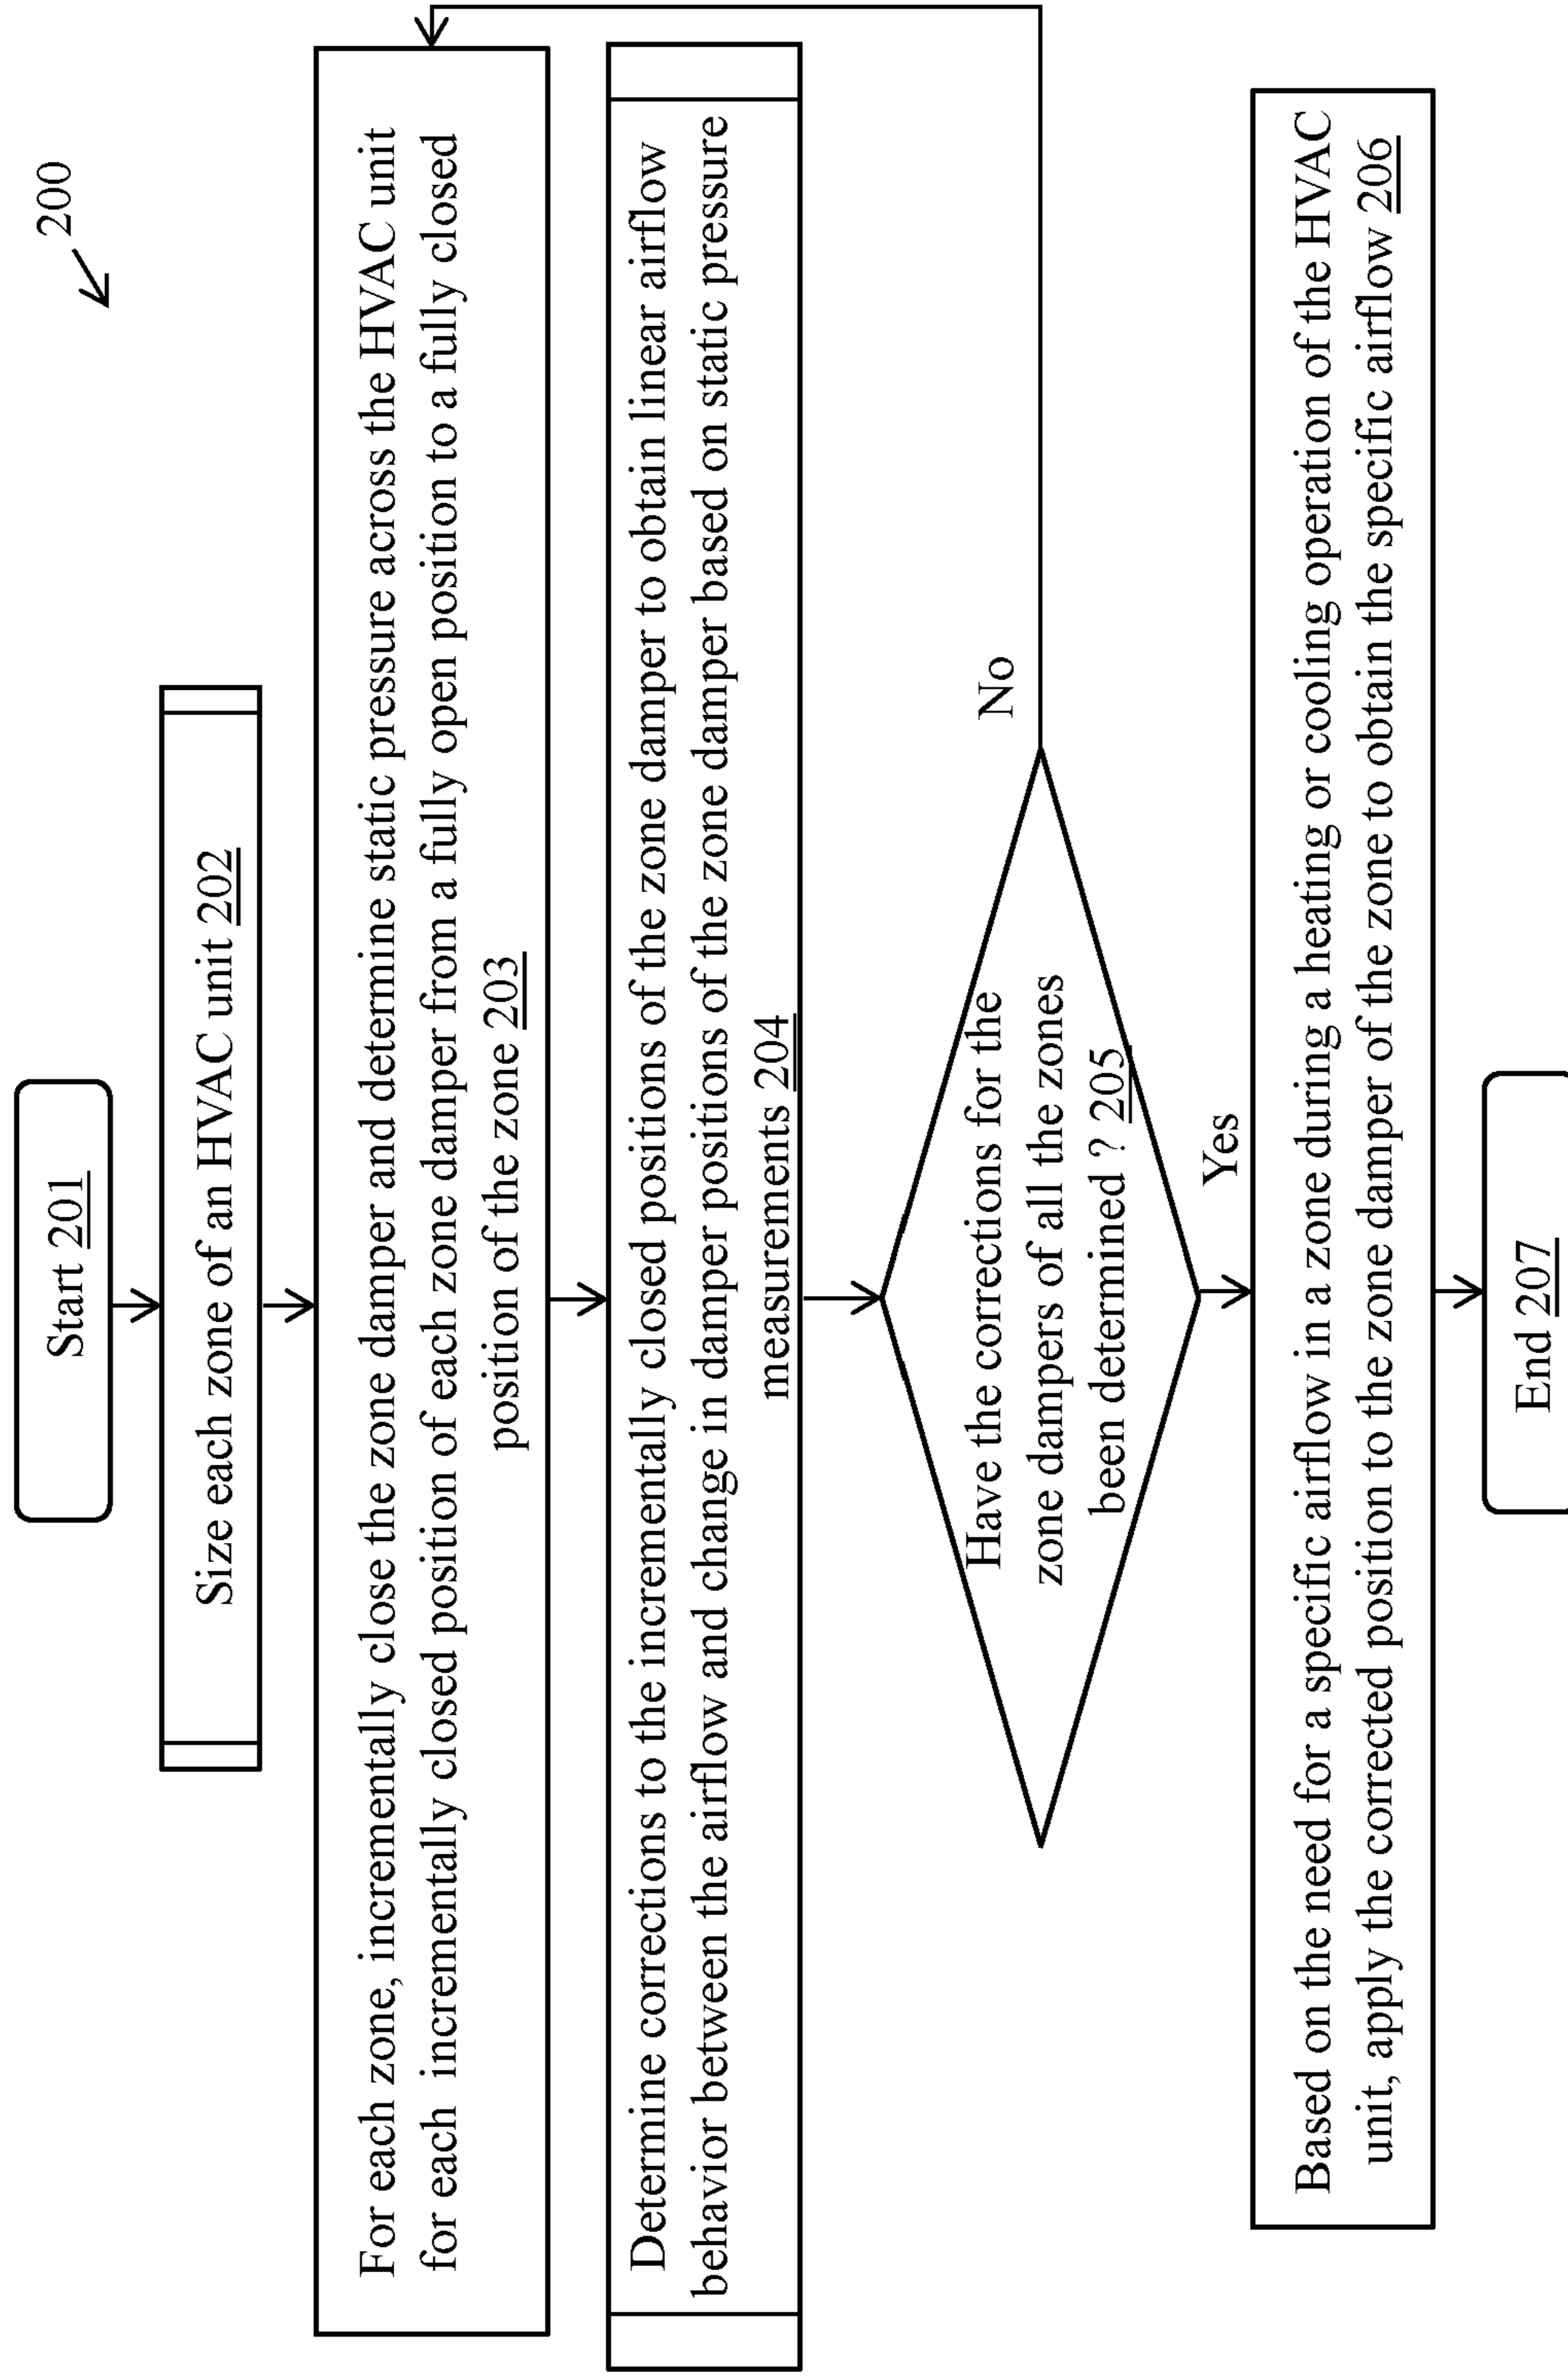 200
Start 201
Size each zone of an HVAC unit 202
For each zone, incrementally close the zone damper and determine static pressure across the HVAC unit
for each incrementally closed position of each zone damper from a fully open position to a fully closed
position of the zone 203
Determine corrections to the incrementally closed positions of the zone damper to obtain linear airflow
behavior between the airflow and change in damper positions of the zone damper based on static pressure
measurements 204
Have the corrections for the
zone dampers of all the zones
been determined ? 205
No
Yes
Based on the need for a specific airflow in a zone during a heating or cooling operation of the HVAC
unit, apply the corrected position to the zone damper of the zone to obtain the specific airflow 206
End 207